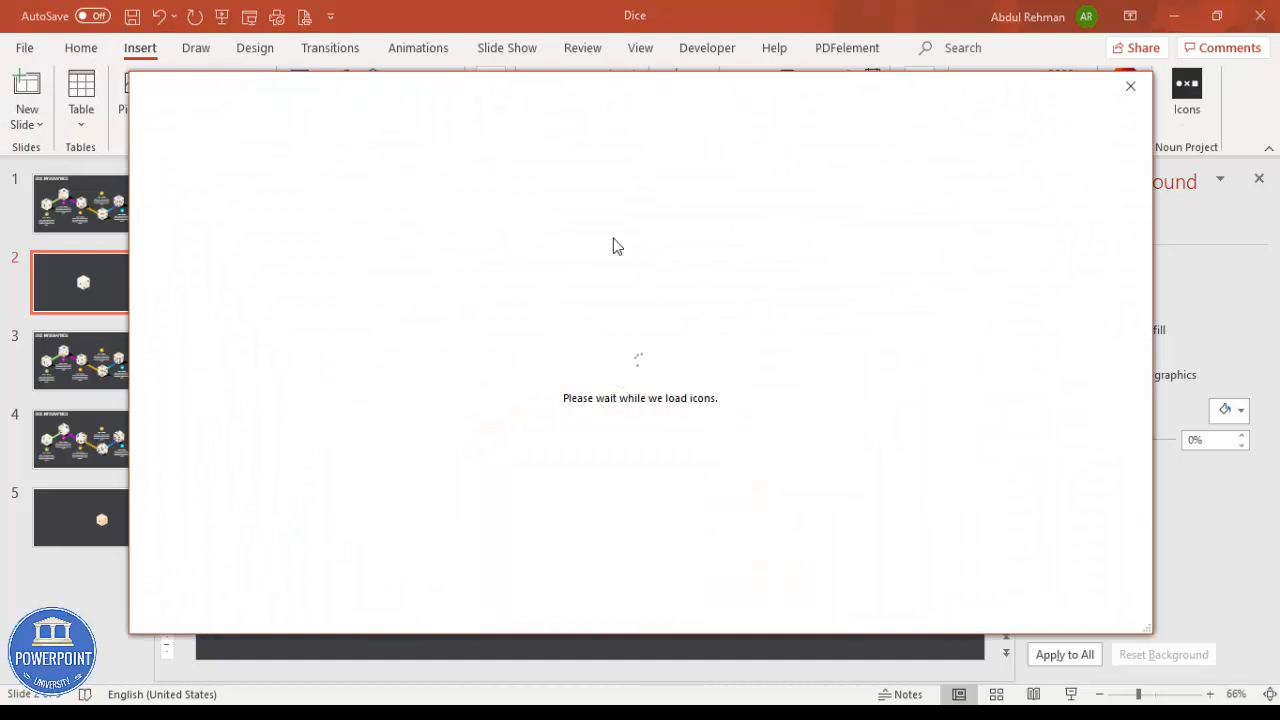 AutoSave Off Dice Abdul Rehman AR
File Home Insert Draw Design Transitions Animations Slide Show Review View Developer Help PDFelement Search Share Comments
New
Slide
Slides
Table
Tables
Icons
Noun Project
1
2
3
4
5
Please wait while we load icons.
fill
0%
Apply to All Reset Background
POWERPOINT
UNIVERSITY
English (United States) Notes 66%